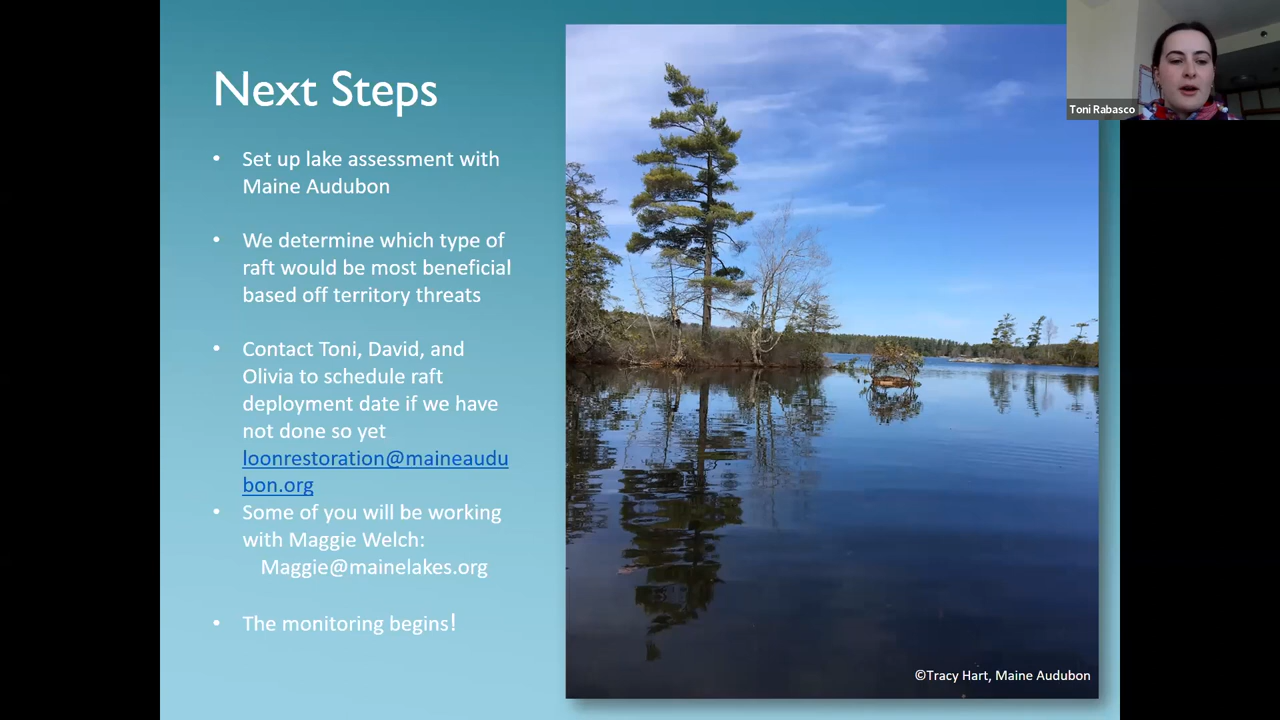 Next Steps
• Set up lake assessment with
Maine Audubon
• We determine which type of
raft would be most beneficial
based off territory threats
• Contact Toni, David, and
Olivia to schedule raft
deployment date if we have
not done so yet
loonrestoration@maineaudu
bon.org
• Some of you will be working
with Maggie Welch:
Maggie@mainelakes.org
• The monitoring begins!
Toni Rabasco
©Tracy Hart, Maine Audubon